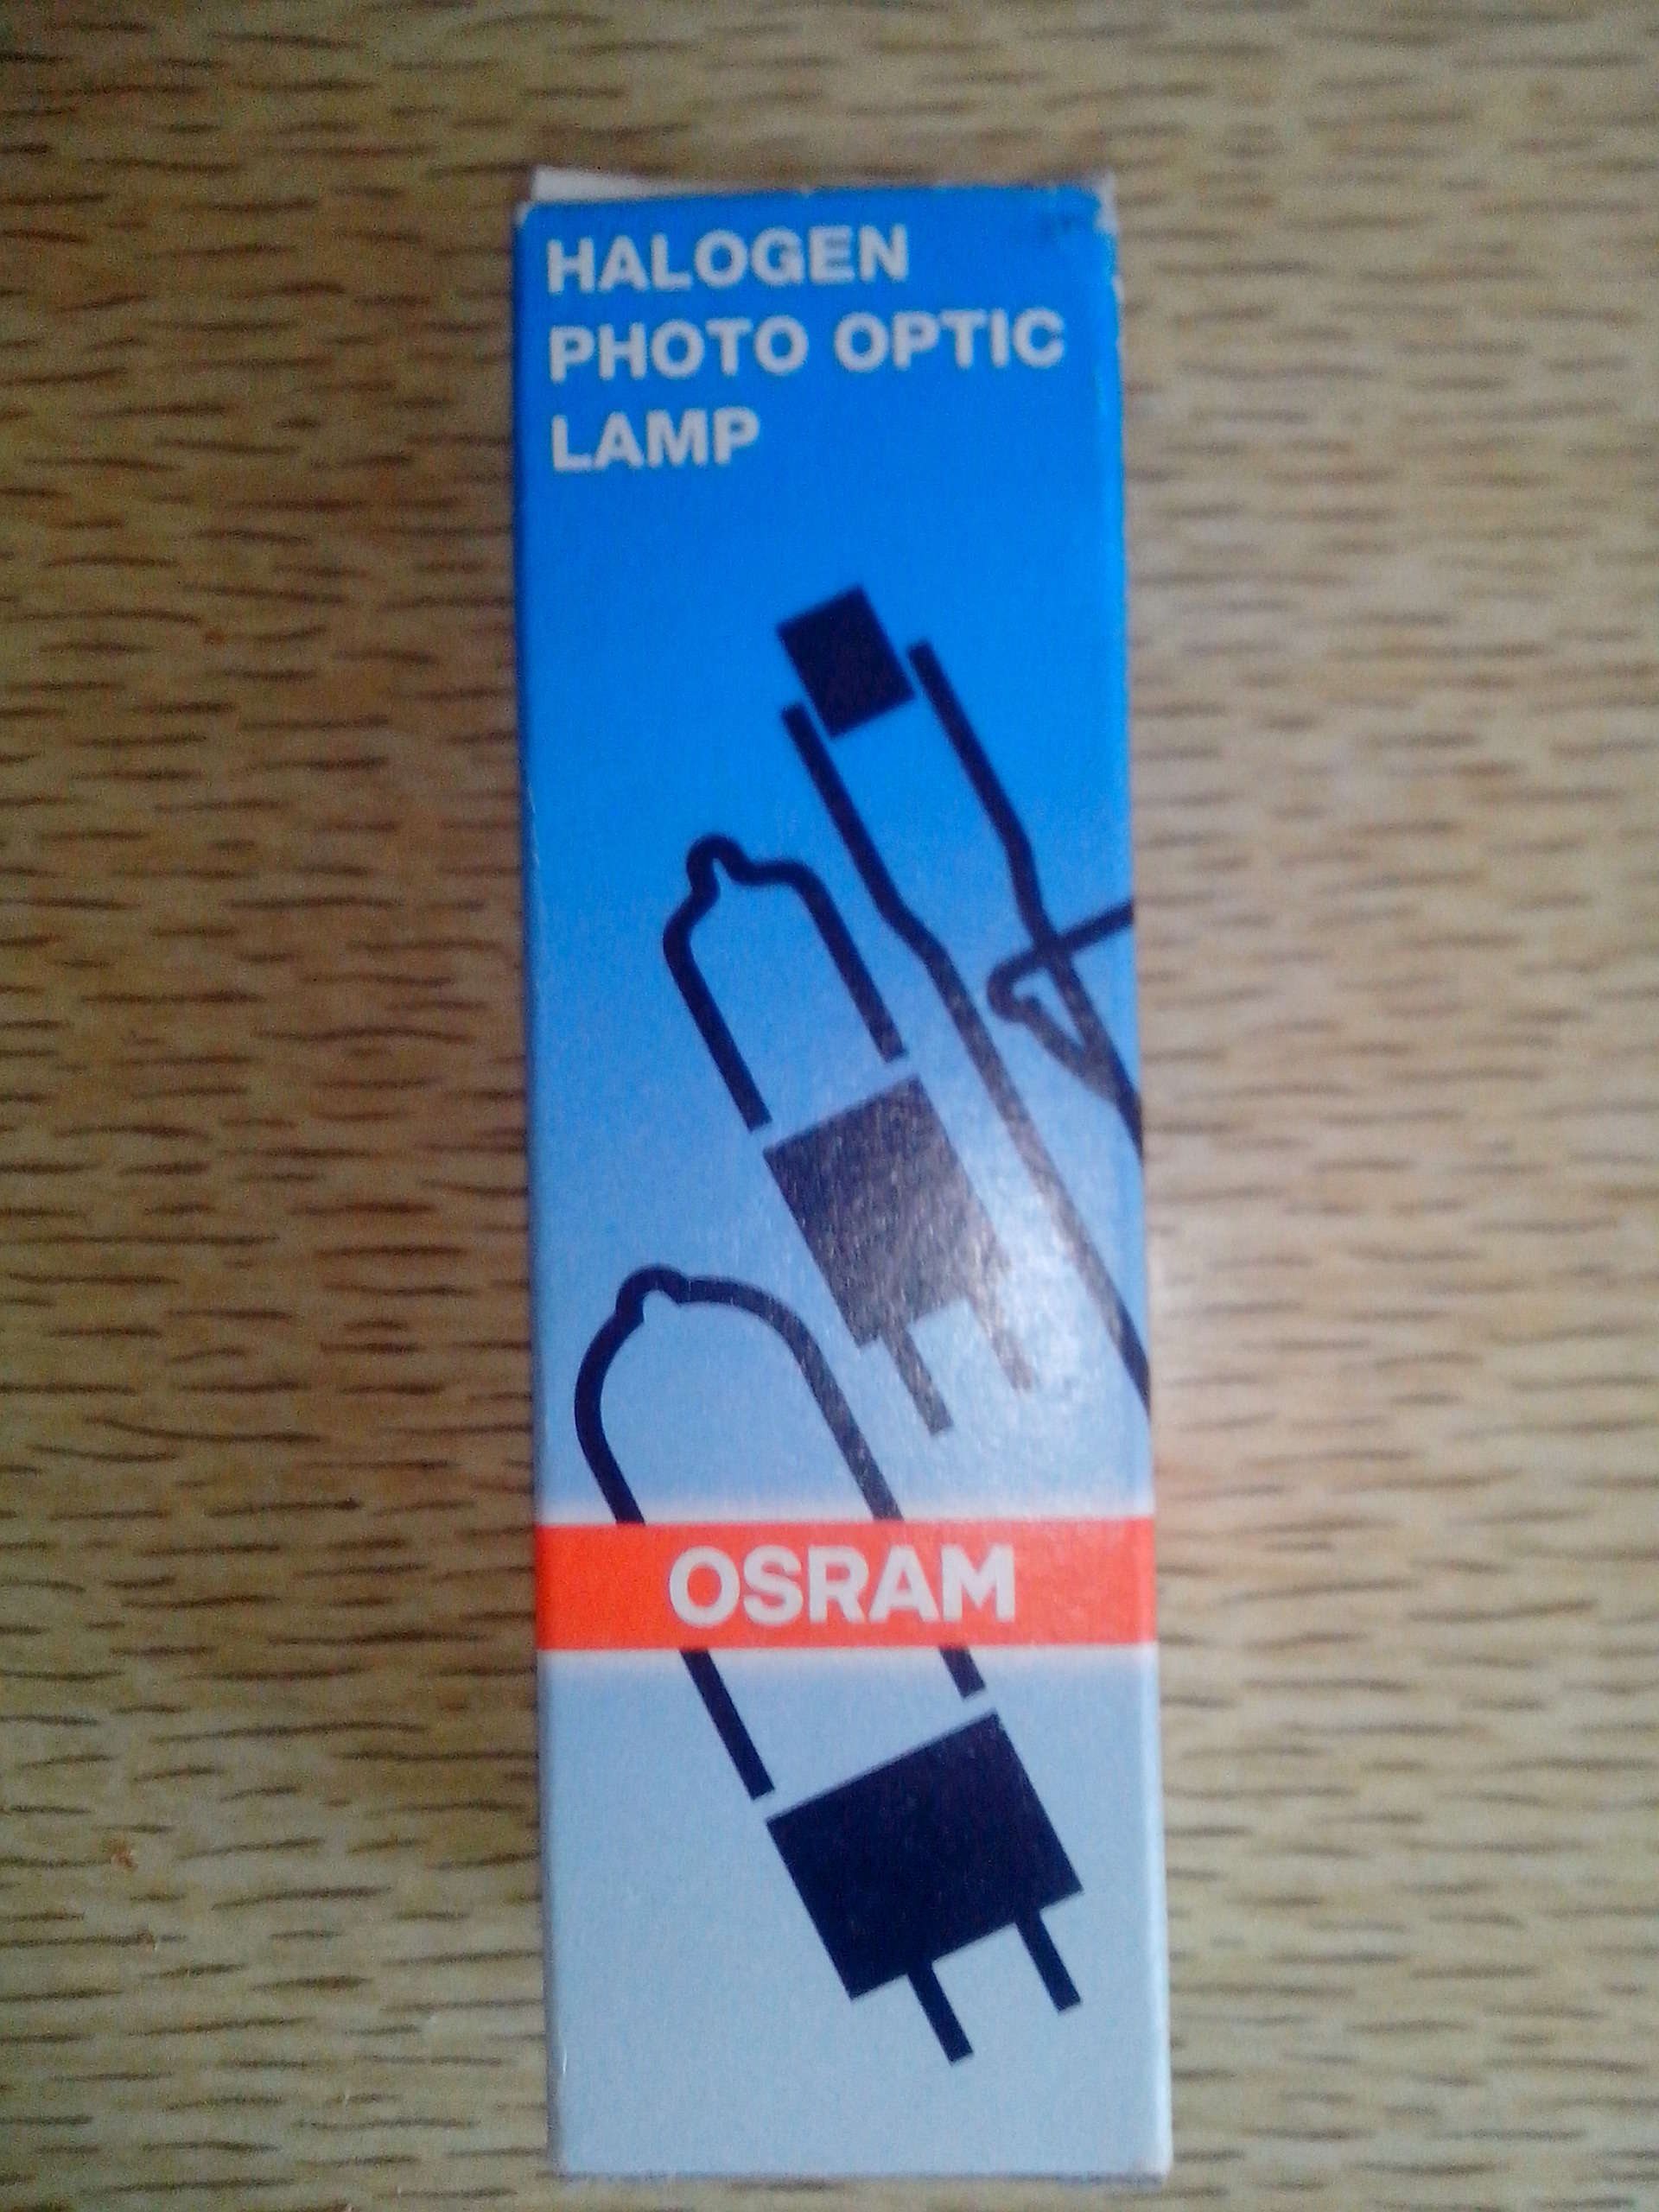 HALOGEN
PHOTO OPTIC
LAMP
OSRAM